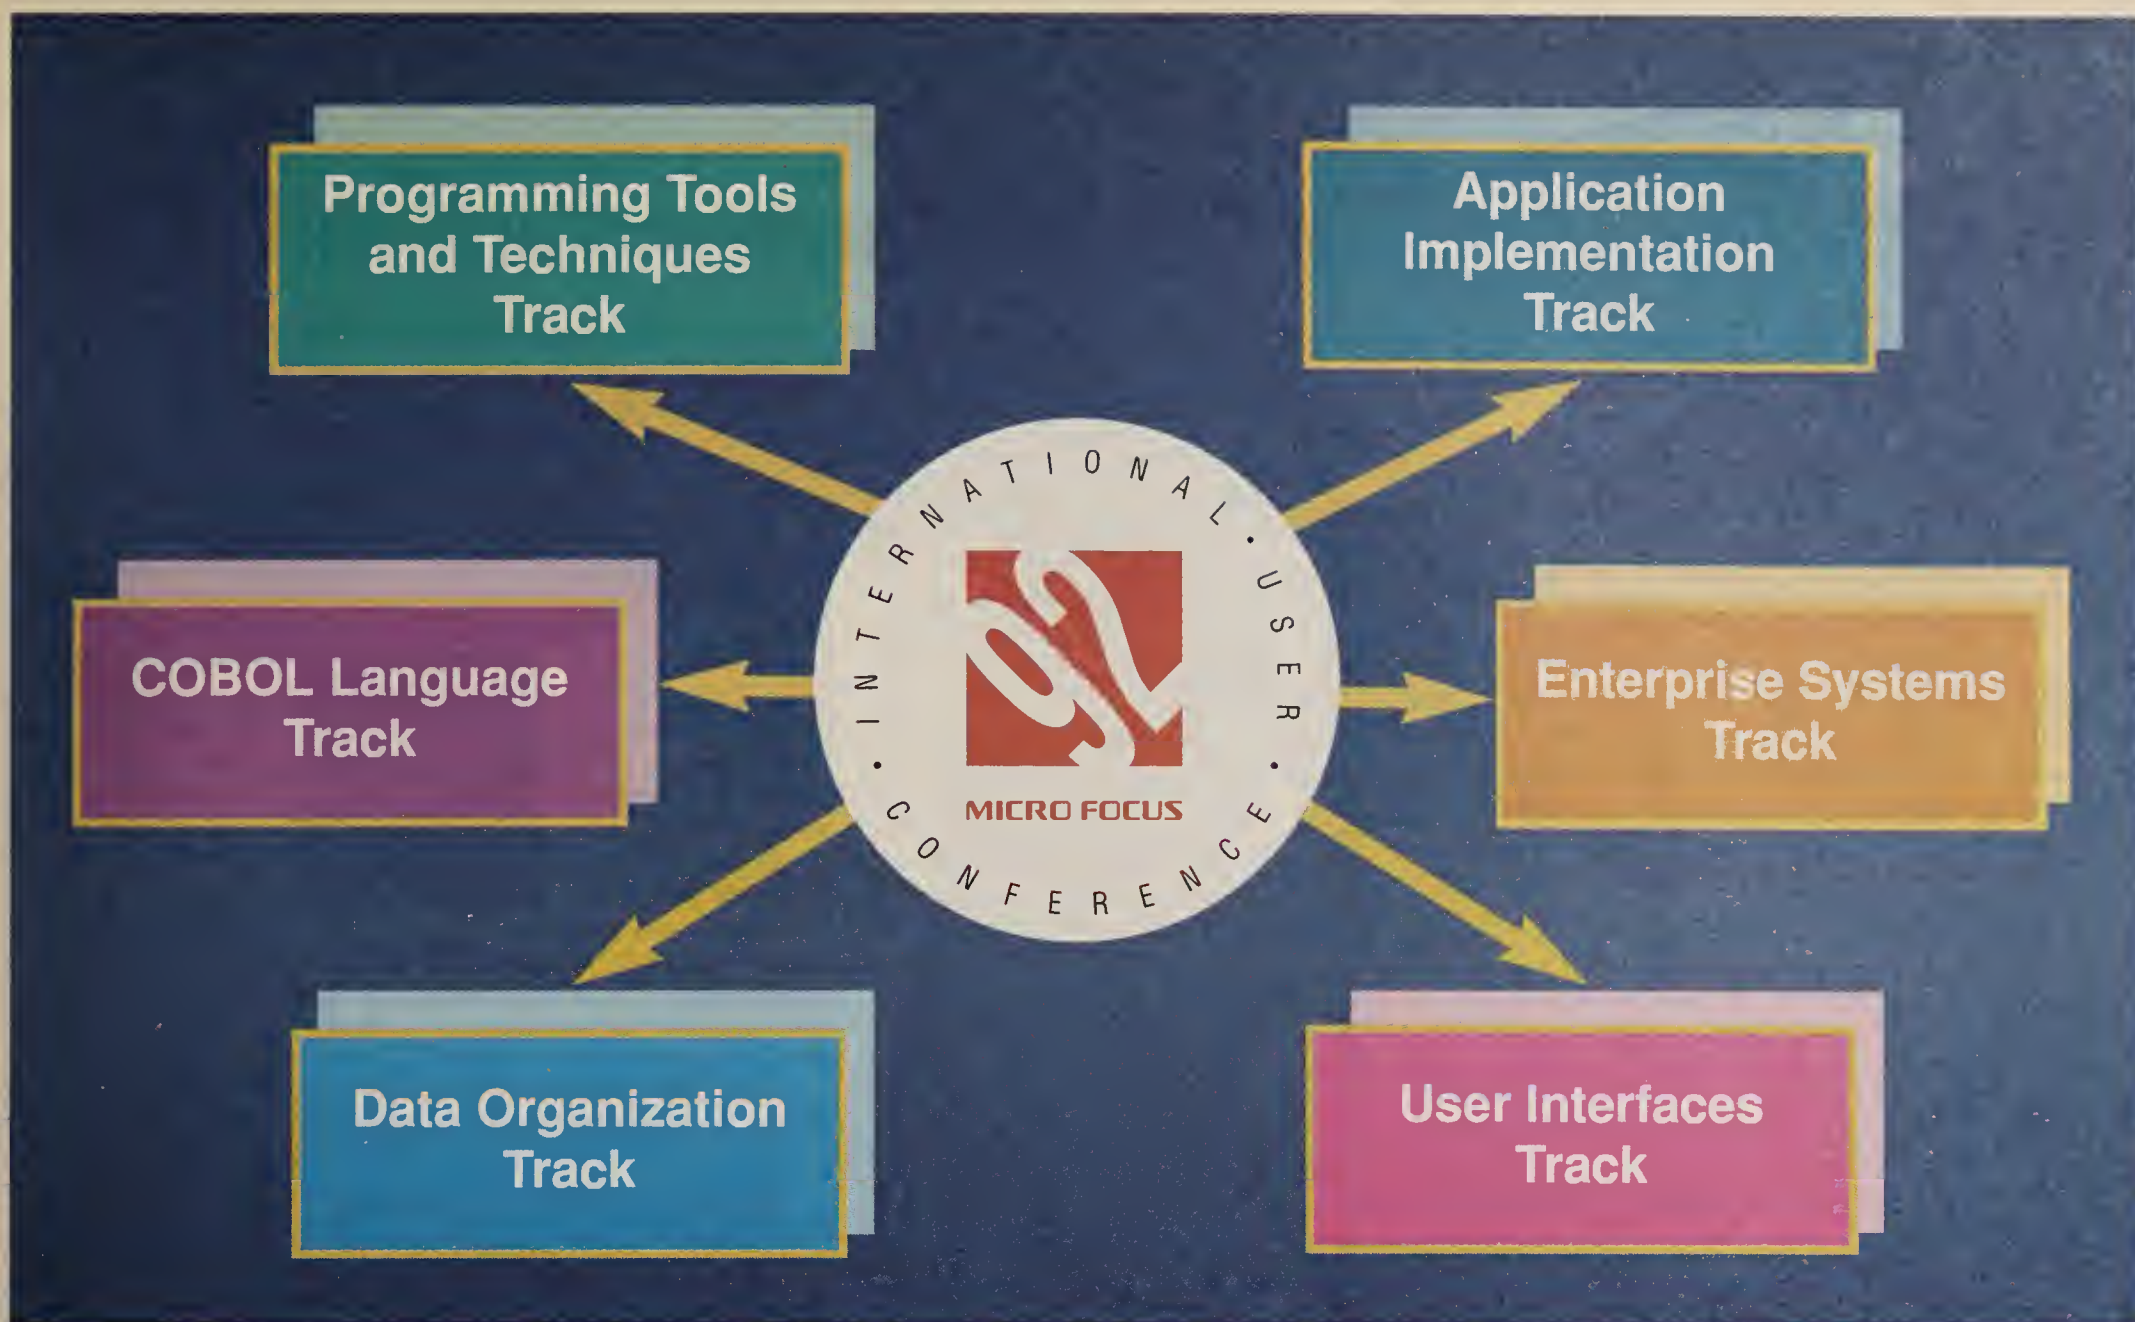 Programming Tools
and Techniques
Track
Application
Implementation
Track
INTERNATIONAL • USER • CONFERENCE •
92
MICRO FOCUS
COBOL Language
Track
Enterprise Systems
Track
Data Organization
Track
User Interfaces
Track